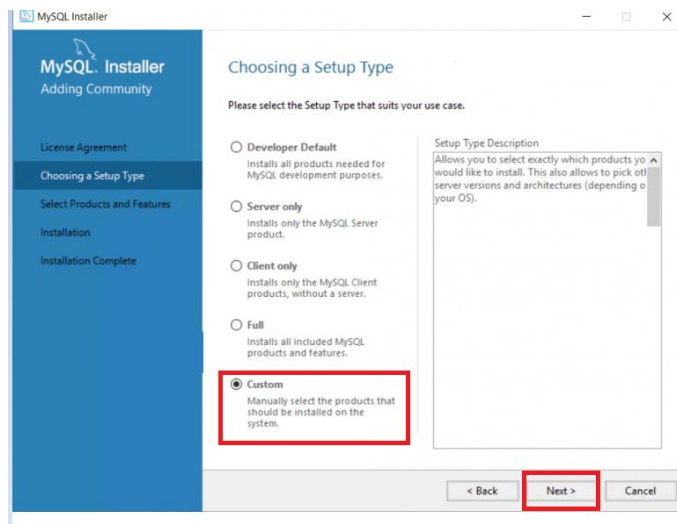 MySQL Installer
MySQL. Installer
Adding Community
License Agreement
Choosing a Setup Type
Select Products and Features
Installation
Installation Complete
Choosing a Setup Type
Please select the Setup Type that suits your use case.
Developer Default
Installs all products needed for
MySQL development purposes.
Server only
Installs only the MySQL Server
product.
Client only
Installs only the MySQL Client
products, without a server.
Full
Installs all included MySQL
products and features.
Custom
Manually select the products that
should be installed on the
system.
Setup Type Description
Allows you to select exactly which products yo
would like to install. This also allows to pick
server versions and architectures (depending o
your OS).
< Back
Next >
Cancel